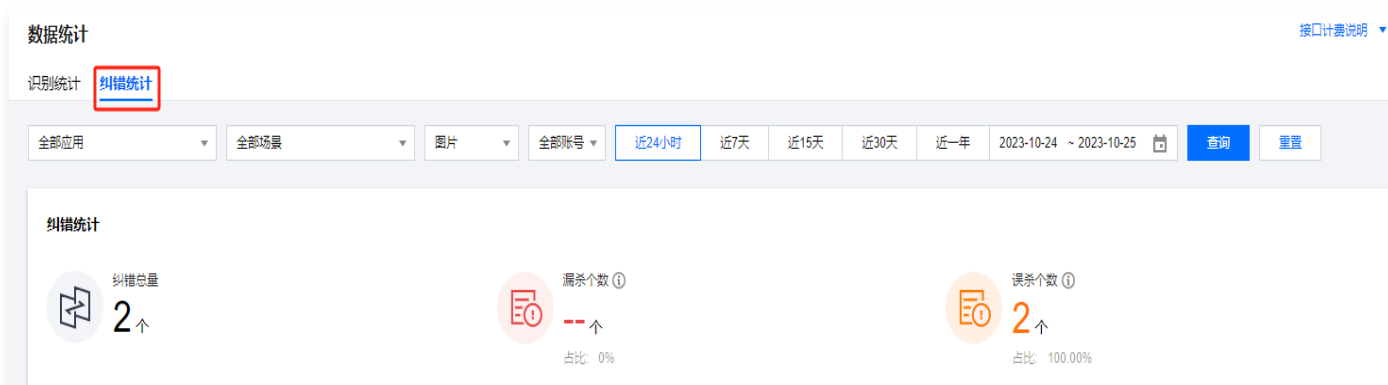 数据统计
接口计费说明
识别统计 纠错统计
全部应用 全部场景 图片 全部账号 近24小时 近7天 近15天 近30天 近一年 2023-10-24 ~ 2023-10-25 查询 重置
纠错统计
纠错总量 漏杀个数 误杀个数
2个 --个 2个
占比: 0% 占比: 100.00%